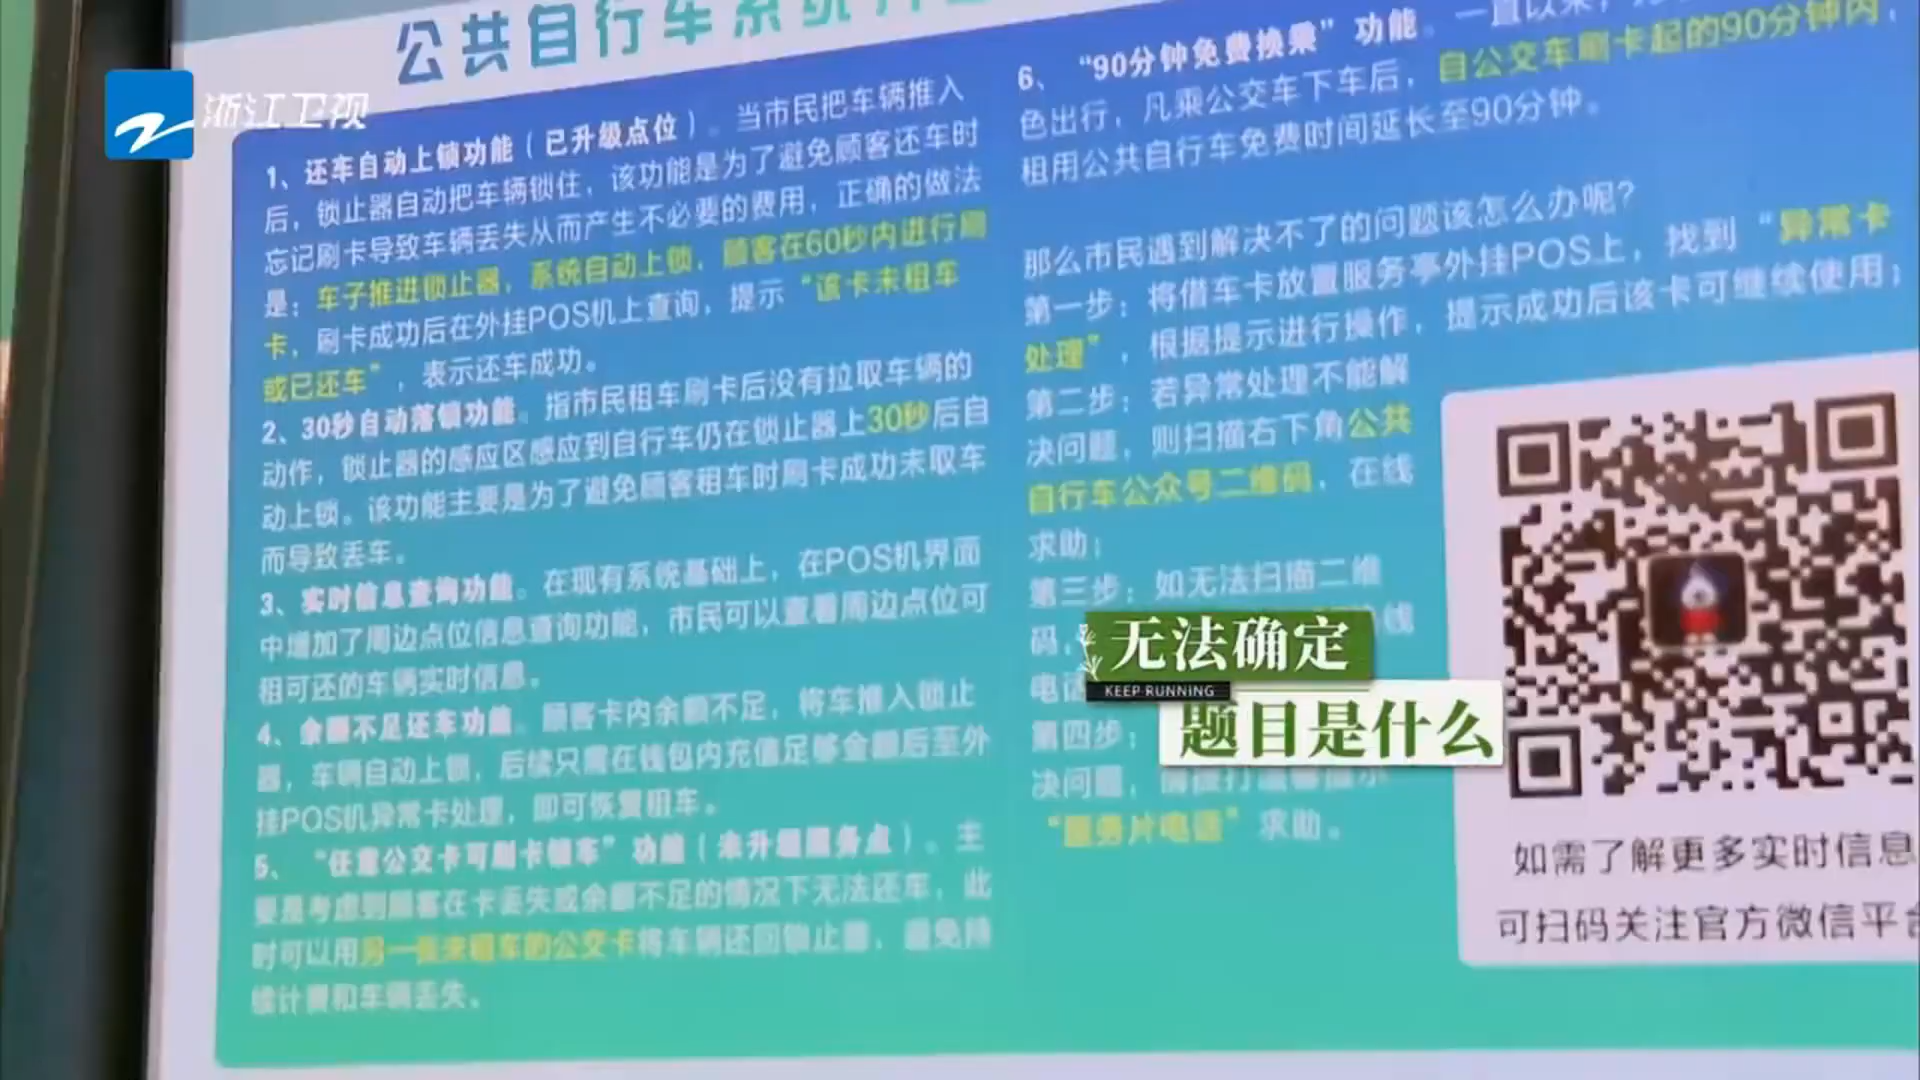 公共自行车系统
浙江卫视
1、还车自动上锁功能（已升级点位）。当市民把车辆推入
后，锁止器自动把车辆锁住，该功能是为了避免顾客还车时
忘记刷卡导致车辆丢失从而产生不必要的费用，正确的做法
是：车子推进锁止器，系统自动上锁，顾客在60秒内进行刷
卡，刷卡成功后在外挂POS机上查询，提示“该卡未租车
或已还车”，表示还车成功。
2、30秒自动落锁功能。指市民租车刷卡后没有拉取车辆的
动作，锁止器的感应区感应到自行车仍在锁止器上30秒后自
动上锁。该功能主要是为了避免顾客租车时刷卡成功未取车
而导致丢车。
3、实时信息查询功能。在现有系统基础上，在POS机界面
中增加了周边点位信息查询功能，市民可以查看周边点位可
租可还的车辆实时信息。
4、余额不足还车功能。顾客卡内余额不足，将车推入锁止
器，车辆自动上锁，后续只需在钱包内充值足够金额后至外
挂POS机异常卡处理，即可恢复租车。
5、“任意公交卡可刷卡锁车”功能（未升级服务点）。主
要是考虑到顾客在卡丢失或余额不足的情况下无法还车，此
时可以用另一张未租车的公交卡将车辆还回锁止器，避免持
续计费和车辆丢失。
6、“90分钟免费换乘”功能。一直以来，
色出行，凡乘公交车下车后，自公交车刷卡起的90分钟内，
租用公共自行车免费时间延长至90分钟。
那么市民遇到解决不了的问题该怎么办呢？
第一步：将借车卡放置服务亭外挂POS上，找到“异常卡
处理”，根据提示进行操作，提示成功后该卡可继续使用；
第二步：若异常处理不能解
决问题，则扫描右下角公共
自行车公众号二维码，在线
求助；
第三步：如无法扫描二维
码，线
电话
第四步：
决问题，
“服务片电话”求助。
无法确定
KEEP RUNNING
题目是什么
如需了解更多实时信息
可扫码关注官方微信平台